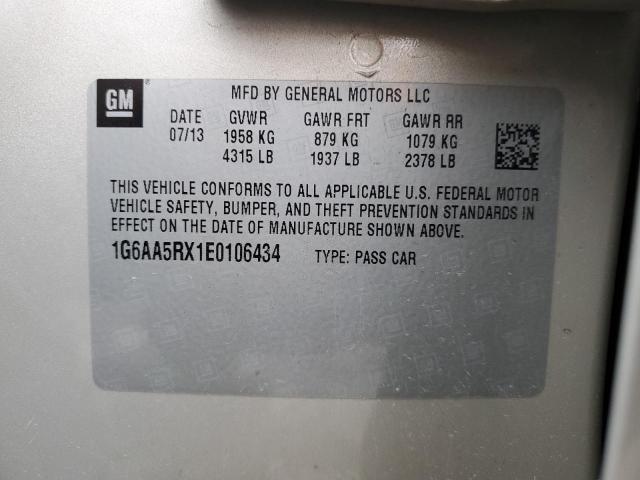 GM
MFD BY GENERAL MOTORS LLC
DATE GVWR GAWR FRT GAWR RR
07/13 1958 KG 879 KG 1079 KG
4315 LB 1937 LB 2378 LB
THIS VEHICLE CONFORMS TO ALL APPLICABLE U.S. FEDERAL MOTOR
VEHICLE SAFETY, BUMPER, AND THEFT PREVENTION STANDARDS IN
EFFECT ON THE DATE OF MANUFACTURE SHOWN ABOVE.
1G6AA5RX1E0106434 TYPE: PASS CAR